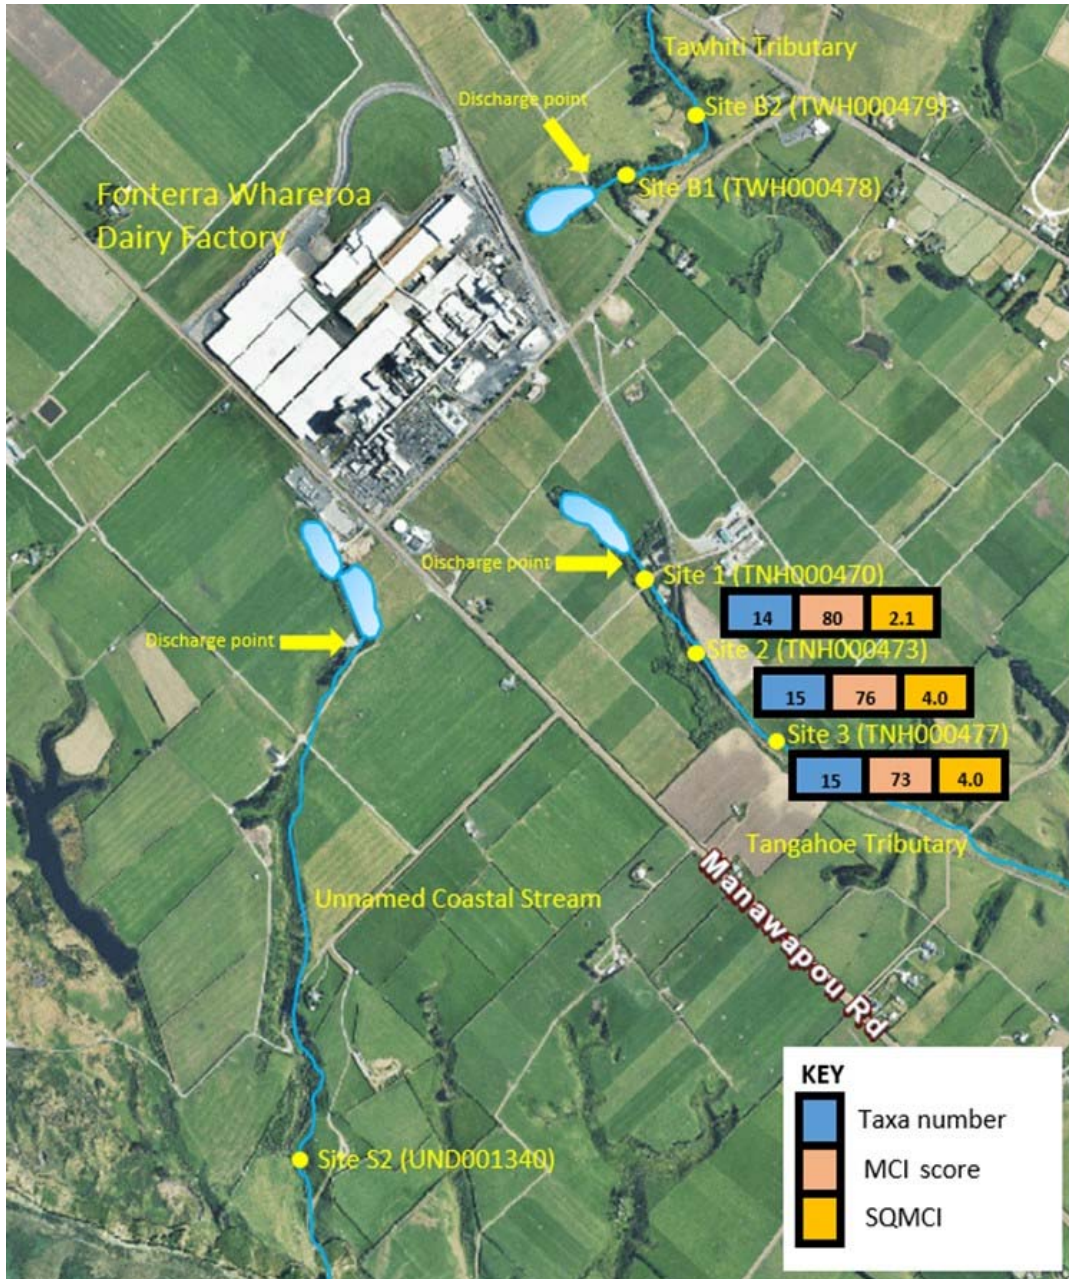 Tawhiti Tributary
Discharge point
Site B2 (TWH000479)
Site B1 (TWH000478)
Fonterra Whareroa
Dairy Factory
Discharge point
Site 1 (TNH000470)
14 80 2.1
Discharge point
Site 2 (TNH000473)
15 76 4.0
Site 3 (TNH000477)
15 73 4.0
Tangahoe Tributary
Manawapou Rd
Unnamed Coastal Stream
KEY
Taxa number
MCI score
SQMCI
Site S2 (UND001340)